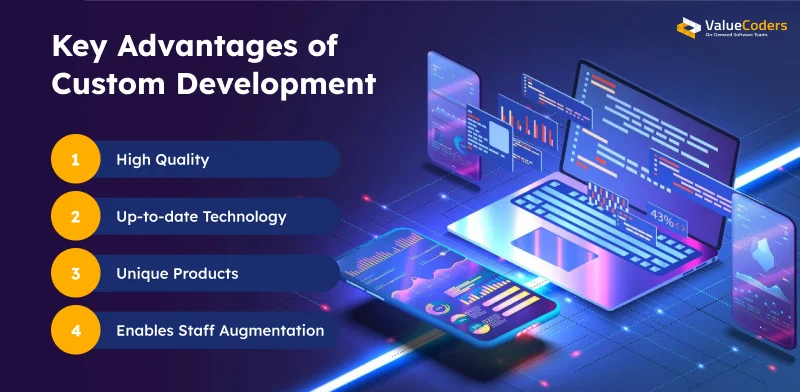 ValueCoders
On-Demand Software Teams
Key Advantages of
Custom Development
1
High Quality
2
Up-to-date Technology
3
Unique Products
4
Enables Staff Augmentation
43%